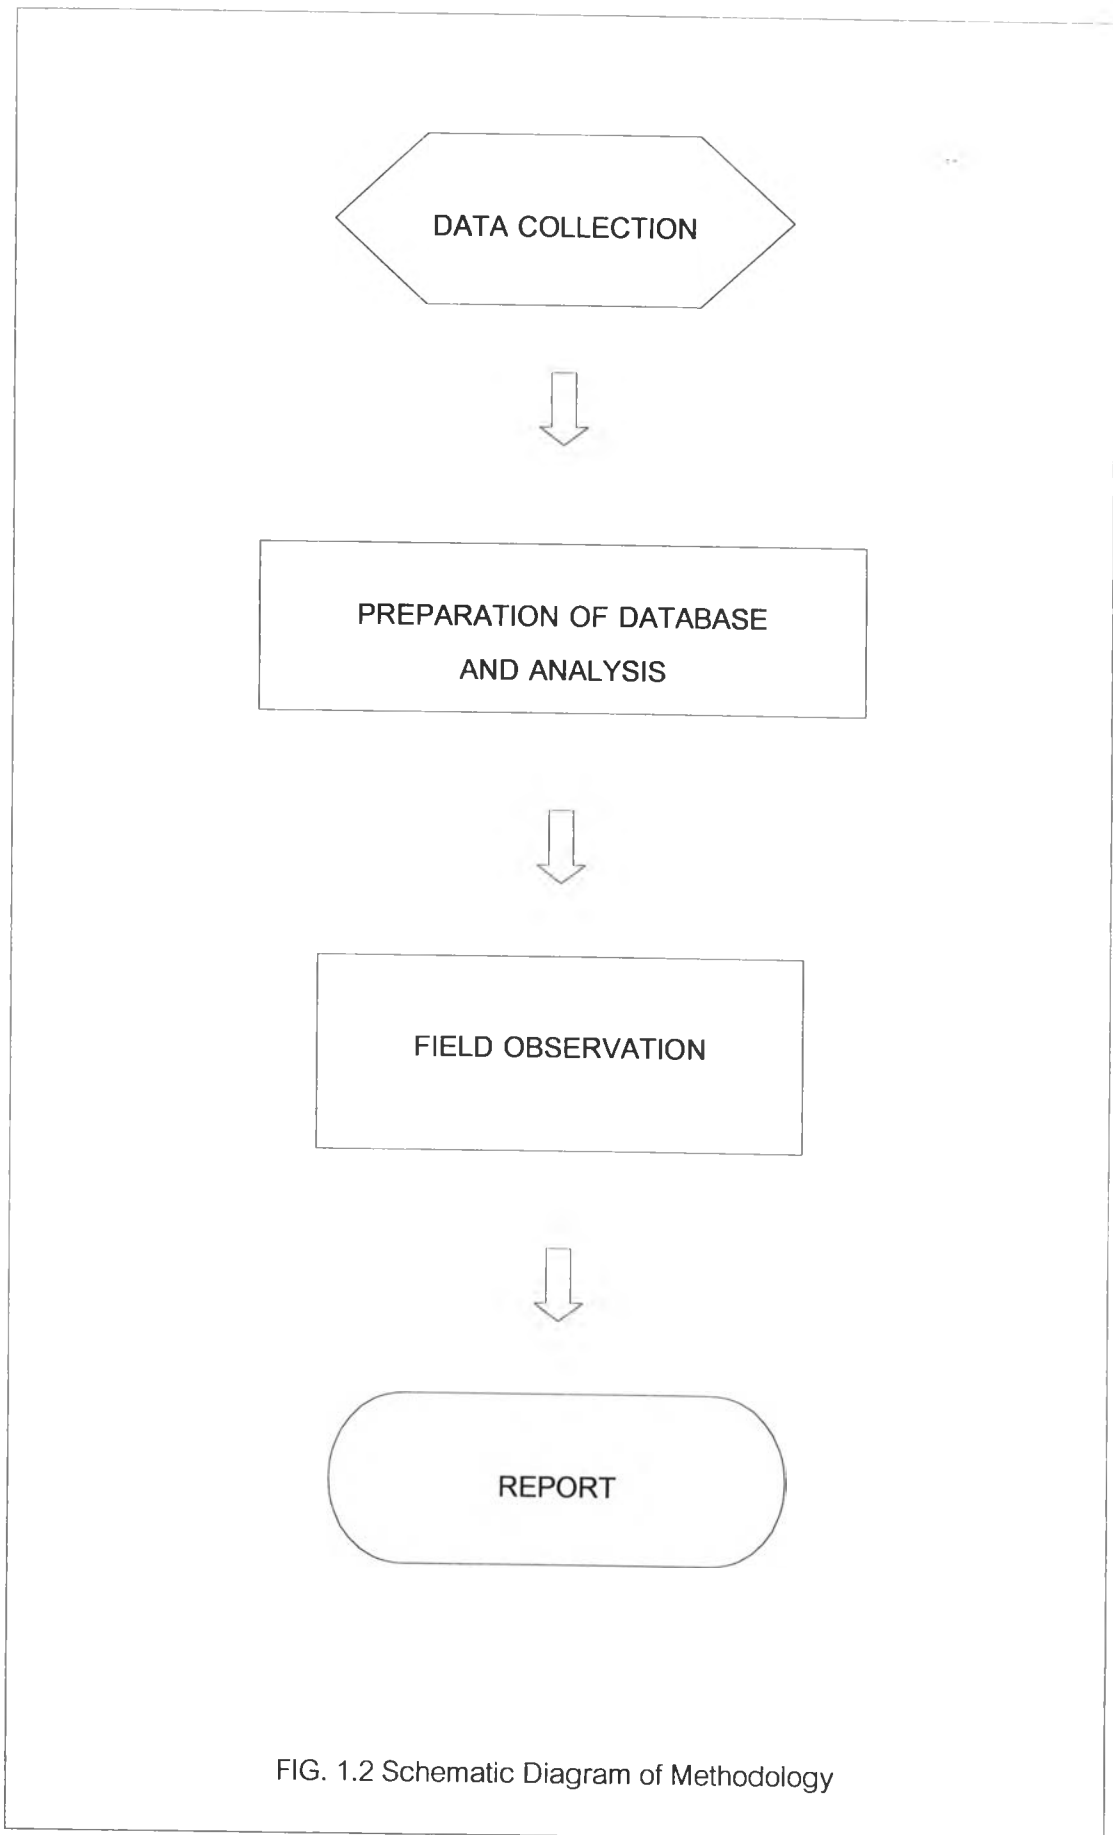 DATA COLLECTION
PREPARATION OF DATABASE
AND ANALYSIS
FIELD OBSERVATION
REPORT
FIG. 1.2 Schematic Diagram of Methodology